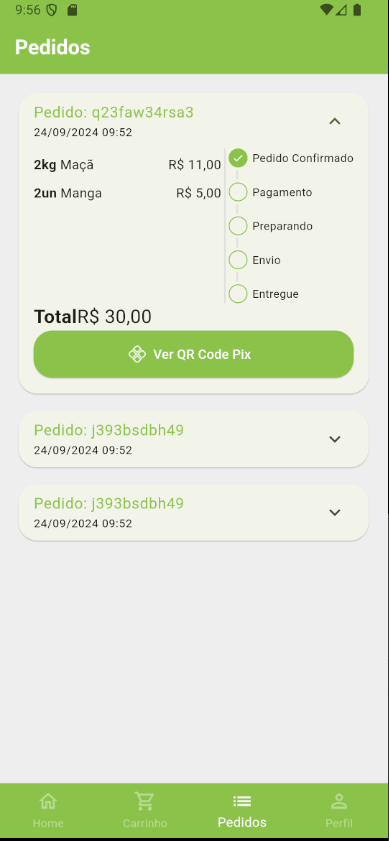 9:56
Pedidos
Pedido: q23faw34rsa3
24/09/2024 09:52
2kg Maçã R$ 11,00
2un Manga R$ 5,00
Pedido Confirmado
Pagamento
Preparando
Envio
Entregue
TotalR$ 30,00
Ver QR Code Pix
Pedido: j393bsdbh49
24/09/2024 09:52
Pedido: j393bsdbh49
24/09/2024 09:52
Home Carrinho Pedidos Perfil